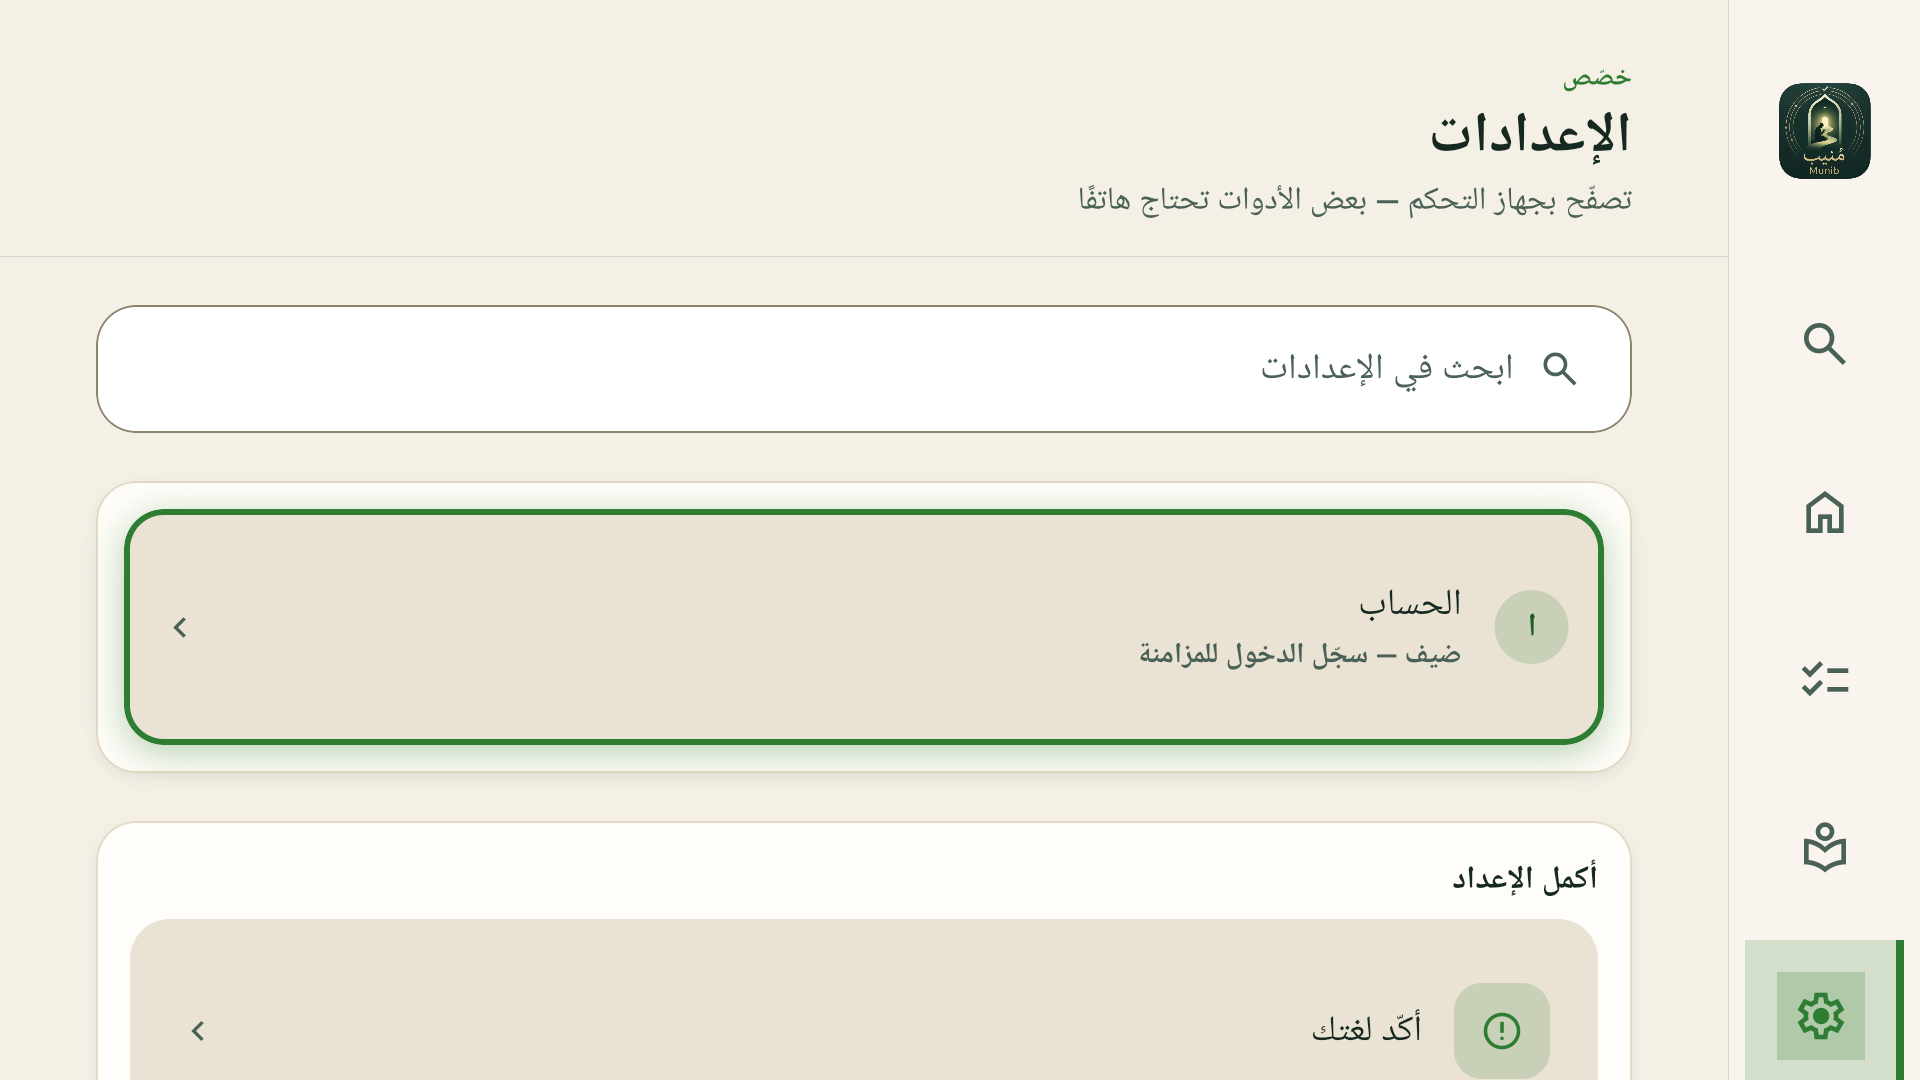 خصّص
الإعدادات
تصفّح بجهاز التحكم — بعض الأدوات تحتاج هاتفًا
مُنيب
Munib
ابحث في الإعدادات
أ
الحساب
ضيف — سجّل الدخول للمزامنة
أكمل الإعداد
أكّد لغتك